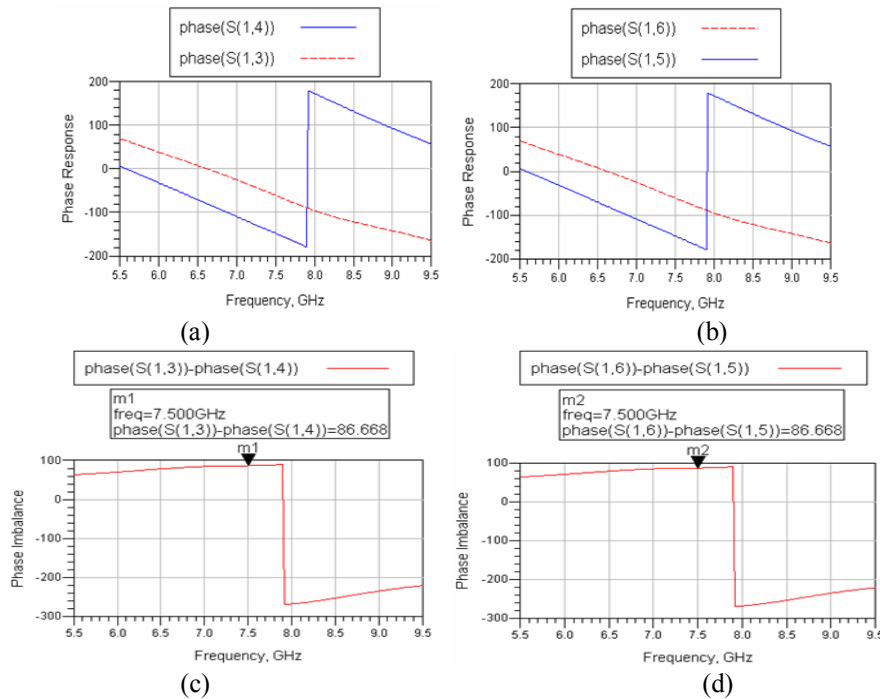 phase(S(1,4))
phase(S(1,3))
200
100
0
-100
-200
Phase Response
5.5 6.0 6.5 7.0 7.5 8.0 8.5 9.0 9.5
Frequency, GHz
(a)
phase(S(1,6))
phase(S(1,5))
200
100
0
-100
-200
Phase Response
5.5 6.0 6.5 7.0 7.5 8.0 8.5 9.0 9.5
Frequency, GHz
(b)
phase(S(1,3))-phase(S(1,4))
m1
freq=7.500GHz
phase(S(1,3))-phase(S(1,4))=86.668
m1
100
0
-100
-200
-300
Phase Imbalance
5.5 6.0 6.5 7.0 7.5 8.0 8.5 9.0 9.5
Frequency, GHz
(c)
phase(S(1,6))-phase(S(1,5))
m2
freq=7.500GHz
phase(S(1,6))-phase(S(1,5))=86.668
m2
100
0
-100
-200
-300
Phase Imbalance
5.5 6.0 6.5 7.0 7.5 8.0 8.5 9.0 9.5
Frequency, GHz
(d)